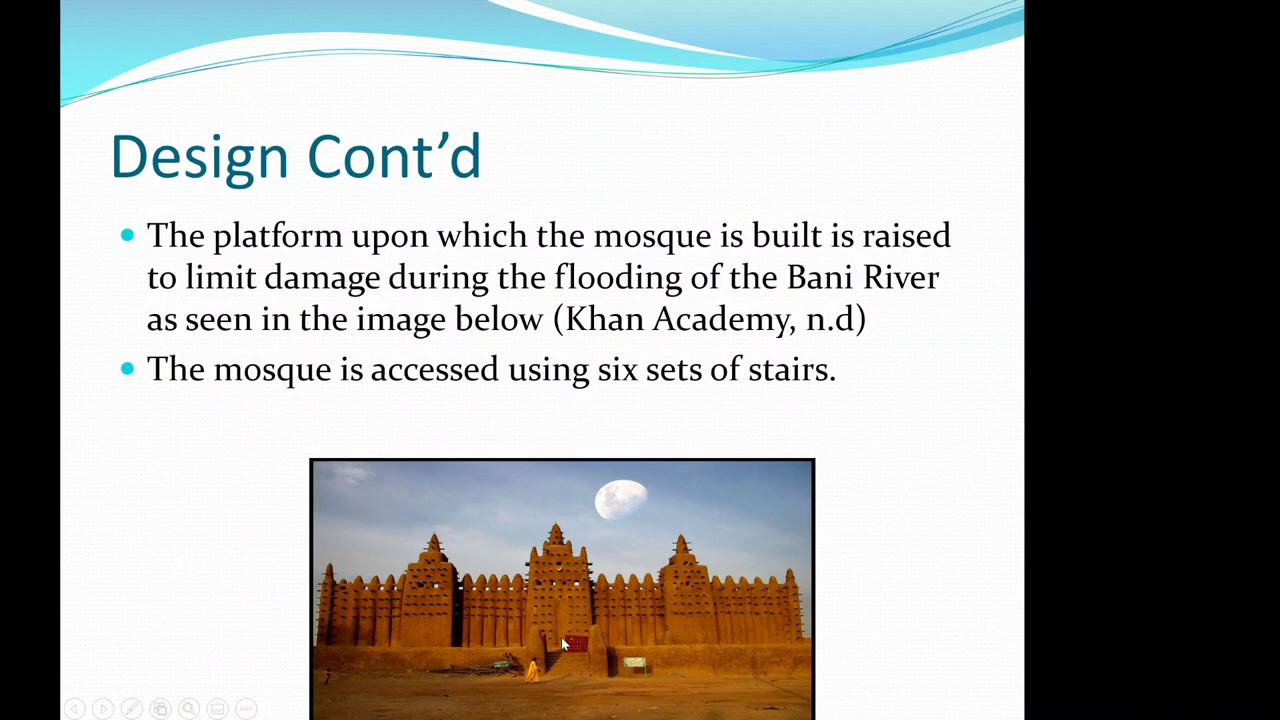 Design Cont’d
The platform upon which the mosque is built is raised
to limit damage during the flooding of the Bani River
as seen in the image below (Khan Academy, n.d)
The mosque is accessed using six sets of stairs.